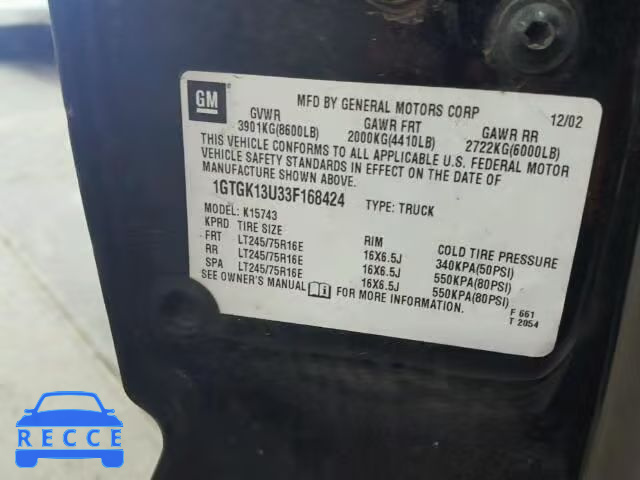 GM
MFD BY GENERAL MOTORS CORP 12/02
GVWR GAWR FRT GAWR RR
3901KG(8600LB) 2000KG(4410LB) 2722KG(6000LB)
THIS VEHICLE CONFORMS TO ALL APPLICABLE U.S. FEDERAL MOTOR
VEHICLE SAFETY STANDARDS IN EFFECT ON THE DATE OF
MANUFACTURE SHOWN ABOVE.
1GTGK13U33F168424 TYPE: TRUCK
MODEL: K15743
KPRD TIRE SIZE RIM COLD TIRE PRESSURE
FRT LT245/75R16E 16X6.5J 340KPA(50PSI)
RR LT245/75R16E 16X6.5J 550KPA(80PSI)
SPA LT245/75R16E 16X6.5J 550KPA(80PSI)
SEE OWNER'S MANUAL FOR MORE INFORMATION.
F 661
T 2054
RECCE